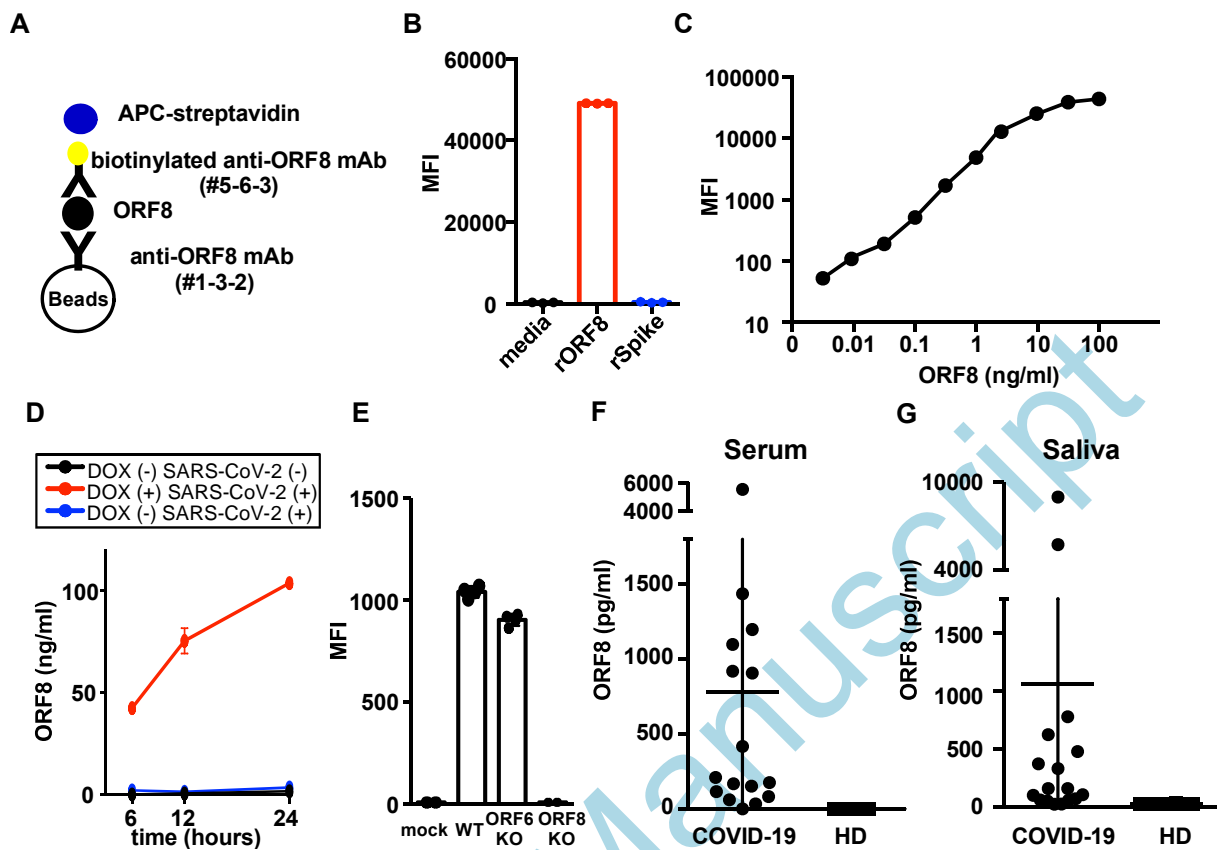 A
APC-streptavidin
biotinylated anti-ORF8 mAb
(#5-6-3)
ORF8
anti-ORF8 mAb
(#1-3-2)
Beads
B
60000
40000
20000
0
MFI
media
rORF8
rSpike
C
100000
10000
1000
100
10
MFI
0 0.01 0.1 1 10 100
ORF8 (ng/ml)
D
DOX (-) SARS-CoV-2 (-)
DOX (+) SARS-CoV-2 (+)
DOX (-) SARS-CoV-2 (+)
100
50
0
ORF8 (ng/ml)
6 12 24
time (hours)
E
1500
1000
500
0
MFI
mock
WT
ORF6
KO
ORF8
KO
F
Serum
6000
4000
1500
1000
500
0
ORF8 (pg/ml)
COVID-19
HD
G
Saliva
10000
4000
1500
1000
500
0
ORF8 (pg/ml)
COVID-19
HD
Manuscript